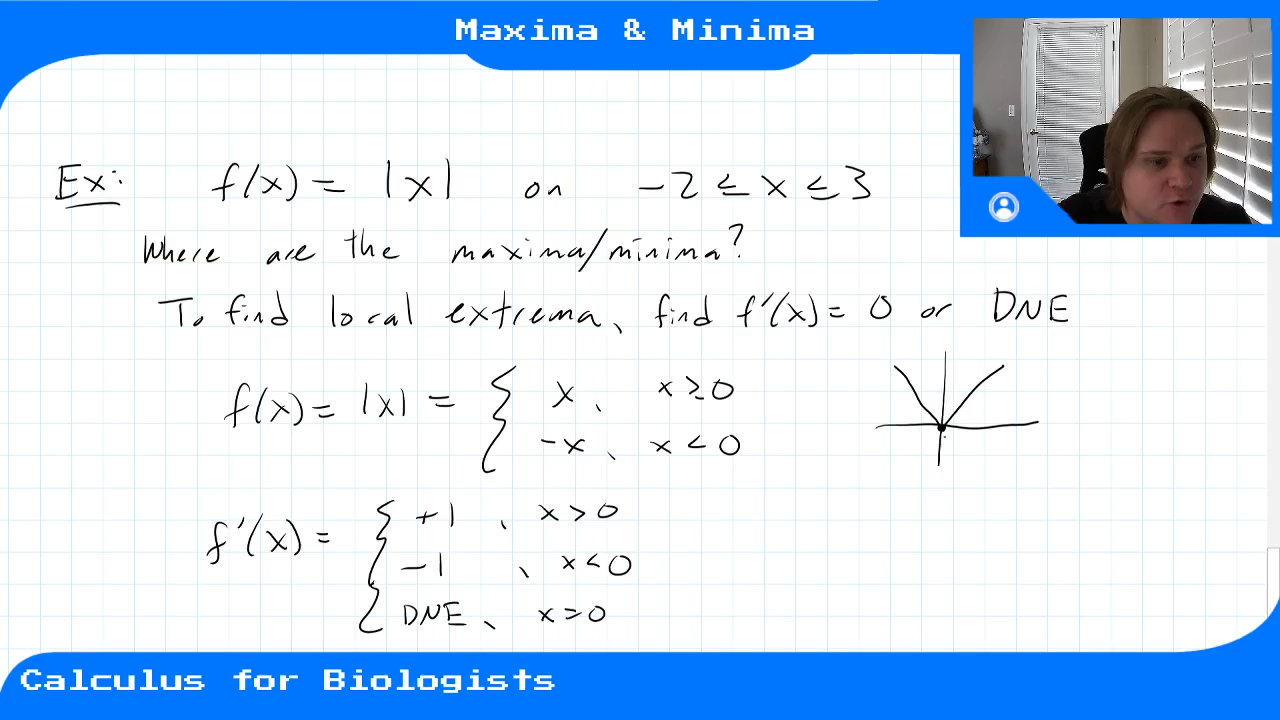 Maxima & Minima
Ex: f(x) = |x| on -2 ≤ x ≤ 3
Where are the maxima/minima?
To find local extrema, find f'(x) = 0 or DNE
f(x) = |x| = { x, x ≥ 0
-x, x < 0
f'(x) = { +1, x > 0
-1, x < 0
DNE, x = 0
Calculus for Biologists